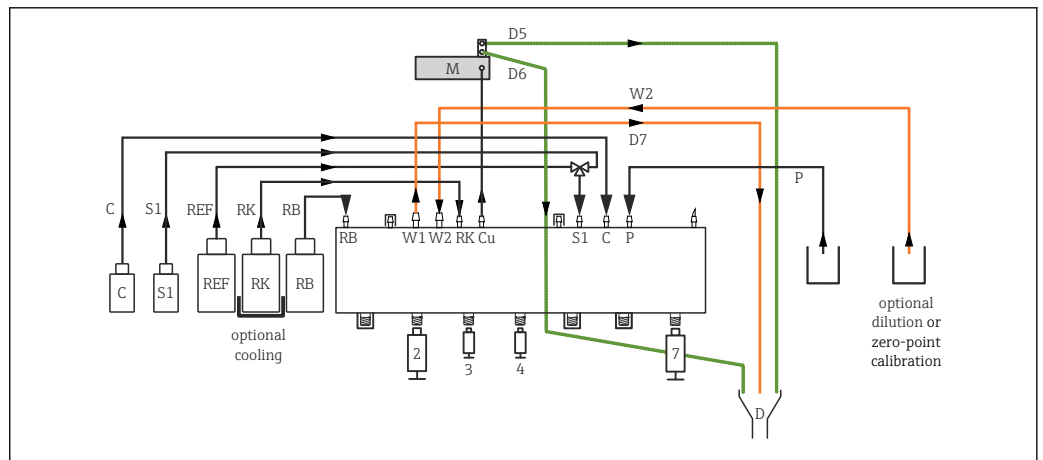 D5
M
D6
W2
D7
P
C
S1
REF
RK
RB
RB
W1
W2
RK
Cu
S1
C
P
C
S1
REF
RK
RB
optional
cooling
optional
dilution or
zero-point
calibration
2
3
4
7
D